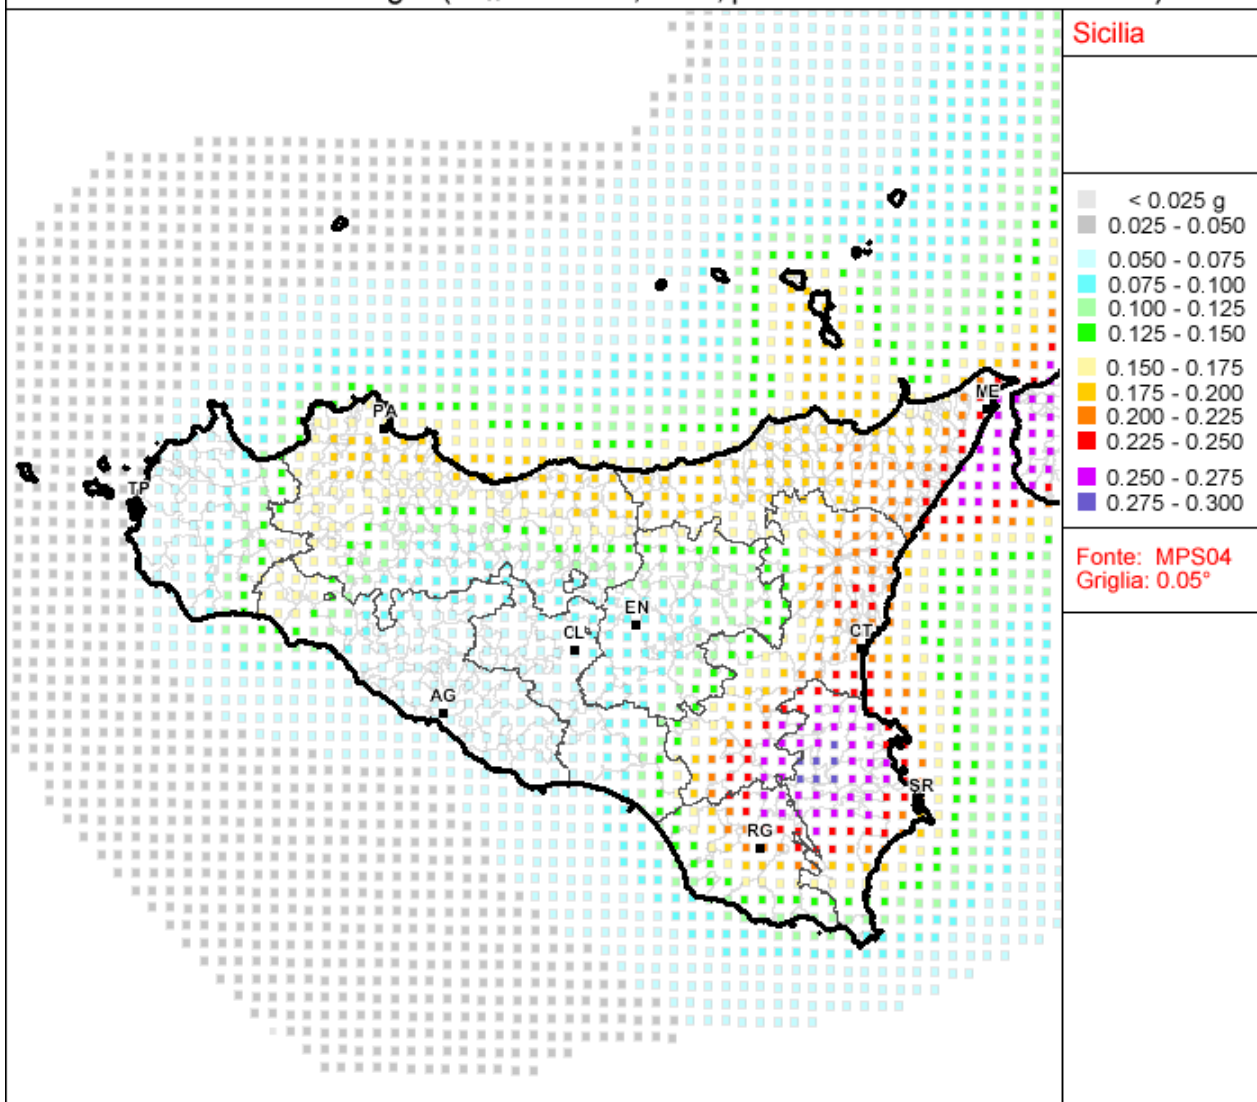 Sicilia
< 0.025 g
0.025 - 0.050
0.050 - 0.075
0.075 - 0.100
0.100 - 0.125
0.125 - 0.150
0.150 - 0.175
0.175 - 0.200
0.200 - 0.225
0.225 - 0.250
0.250 - 0.275
0.275 - 0.300
Fonte: MPS04
Griglia: 0.05°
ME
PA
TP
EN
CL
CT
AG
SR
RG